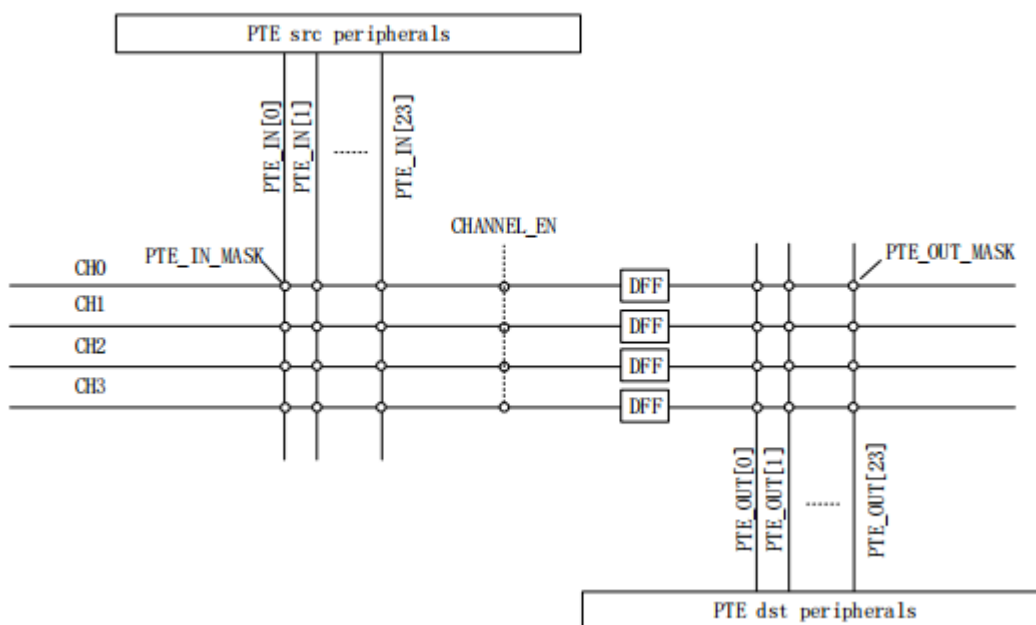 PTE src peripherals
PTE_IN[0]
PTE_IN[1]
......
PTE_IN[23]
CHANNEL_EN
PTE_IN_MASK
PTE_OUT_MASK
CH0
DFF
CH1
DFF
CH2
DFF
CH3
DFF
PTE_OUT[0]
PTE_OUT[1]
......
PTE_OUT[23]
PTE dst peripherals